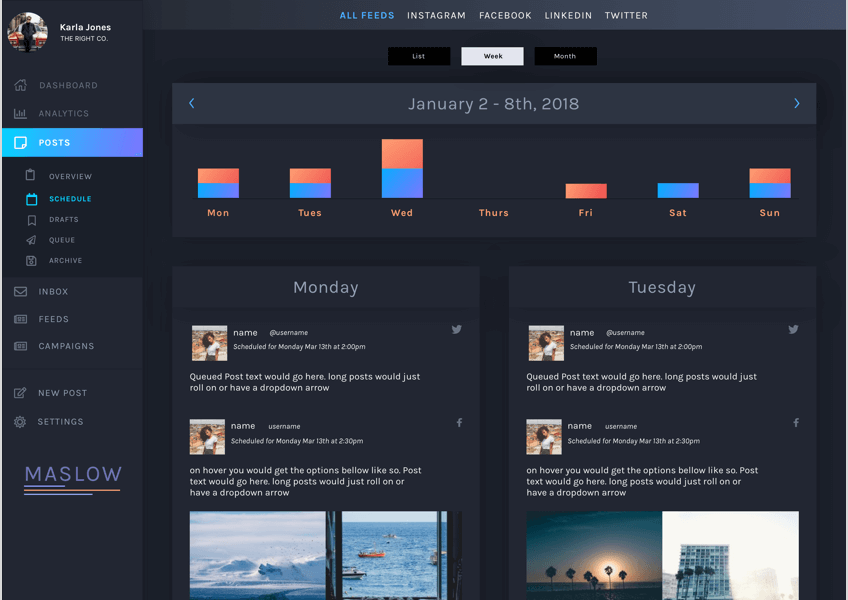 Karla Jones
THE RIGHT CO.
DASHBOARD
ANALYTICS
POSTS
OVERVIEW
SCHEDULE
DRAFTS
QUEUE
ARCHIVE
INBOX
FEEDS
CAMPAIGNS
NEW POST
SETTINGS
MASLOW
ALL FEEDS INSTAGRAM FACEBOOK LINKEDIN TWITTER
List Week Month
January 2 - 8th, 2018
Mon Tues Wed Thurs Fri Sat Sun
Monday
name @username
Scheduled for Monday Mar 13th at 2:00pm
Queued Post text would go here. long posts would just
roll on or have a dropdown arrow
name username
Scheduled for Monday Mar 13th at 2:30pm
on hover you would get the options bellow like so. Post
text would go here. long posts would just roll on or
have a dropdown arrow
Tuesday
name @username
Scheduled for Monday Mar 13th at 2:00pm
Queued Post text would go here. long posts would just
roll on or have a dropdown arrow
name username
Scheduled for Monday Mar 13th at 2:30pm
on hover you would get the options bellow like so. Post
text would go here. long posts would just roll on or
have a dropdown arrow